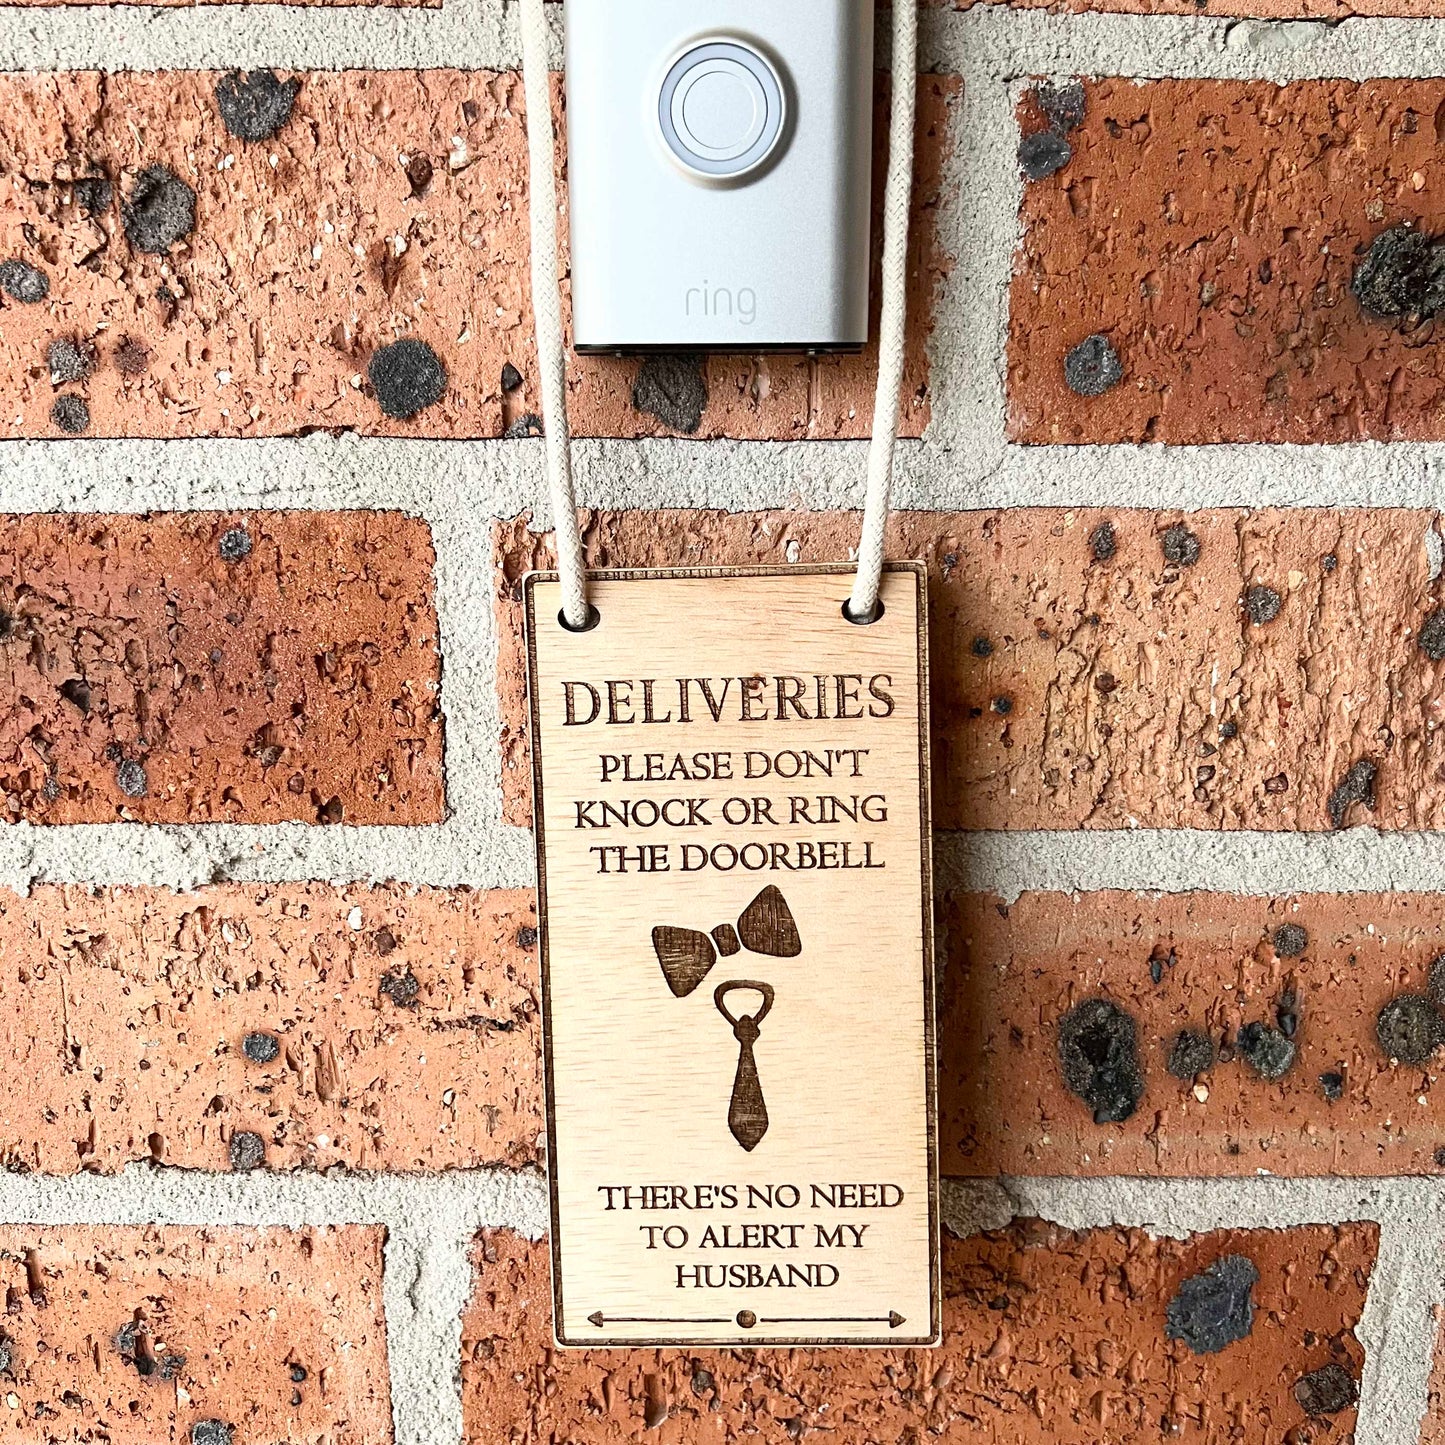 ring
DELIVERIES
PLEASE DON'T
KNOCK OR RING
THE DOORBELL
THERE'S NO NEED
TO ALERT MY
HUSBAND